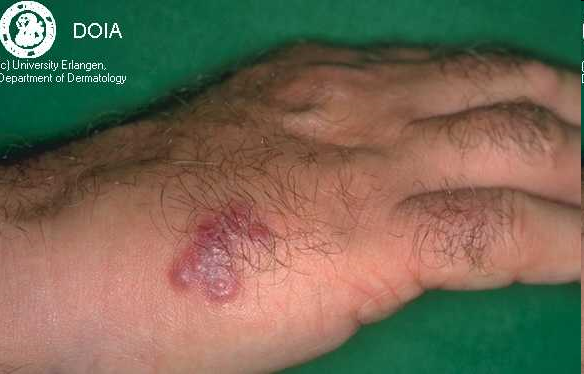 DOIA
c) University Erlangen,
Department of Dermatology